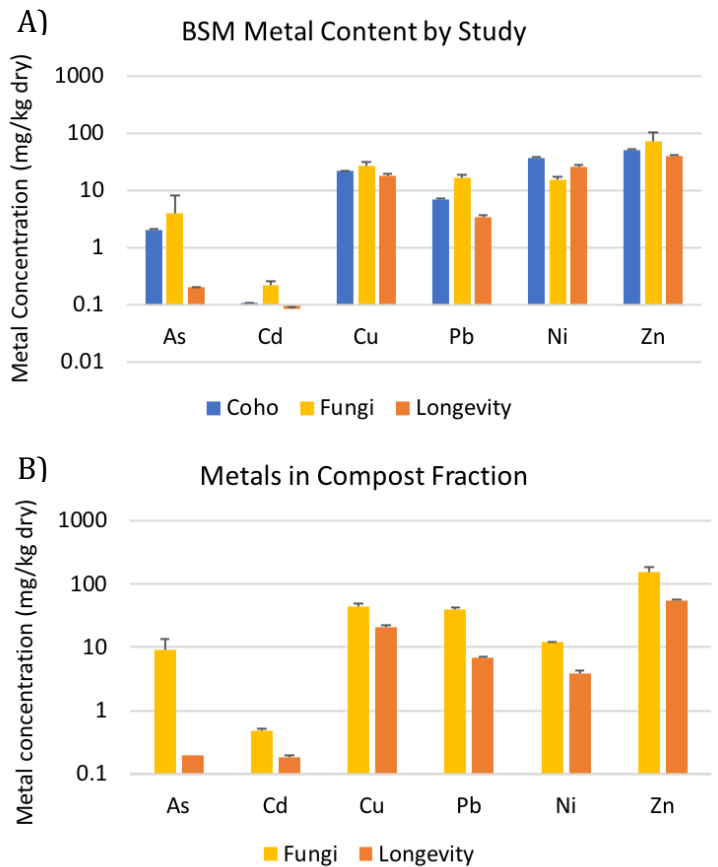 A)
BSM Metal Content by Study
Metal Concentration (mg/kg dry)
1000
100
10
1
0.1
0.01
As Cd Cu Pb Ni Zn
Coho Fungi Longevity
B)
Metals in Compost Fraction
Metal concentration (mg/kg dry)
1000
100
10
1
0.1
As Cd Cu Pb Ni Zn
Fungi Longevity